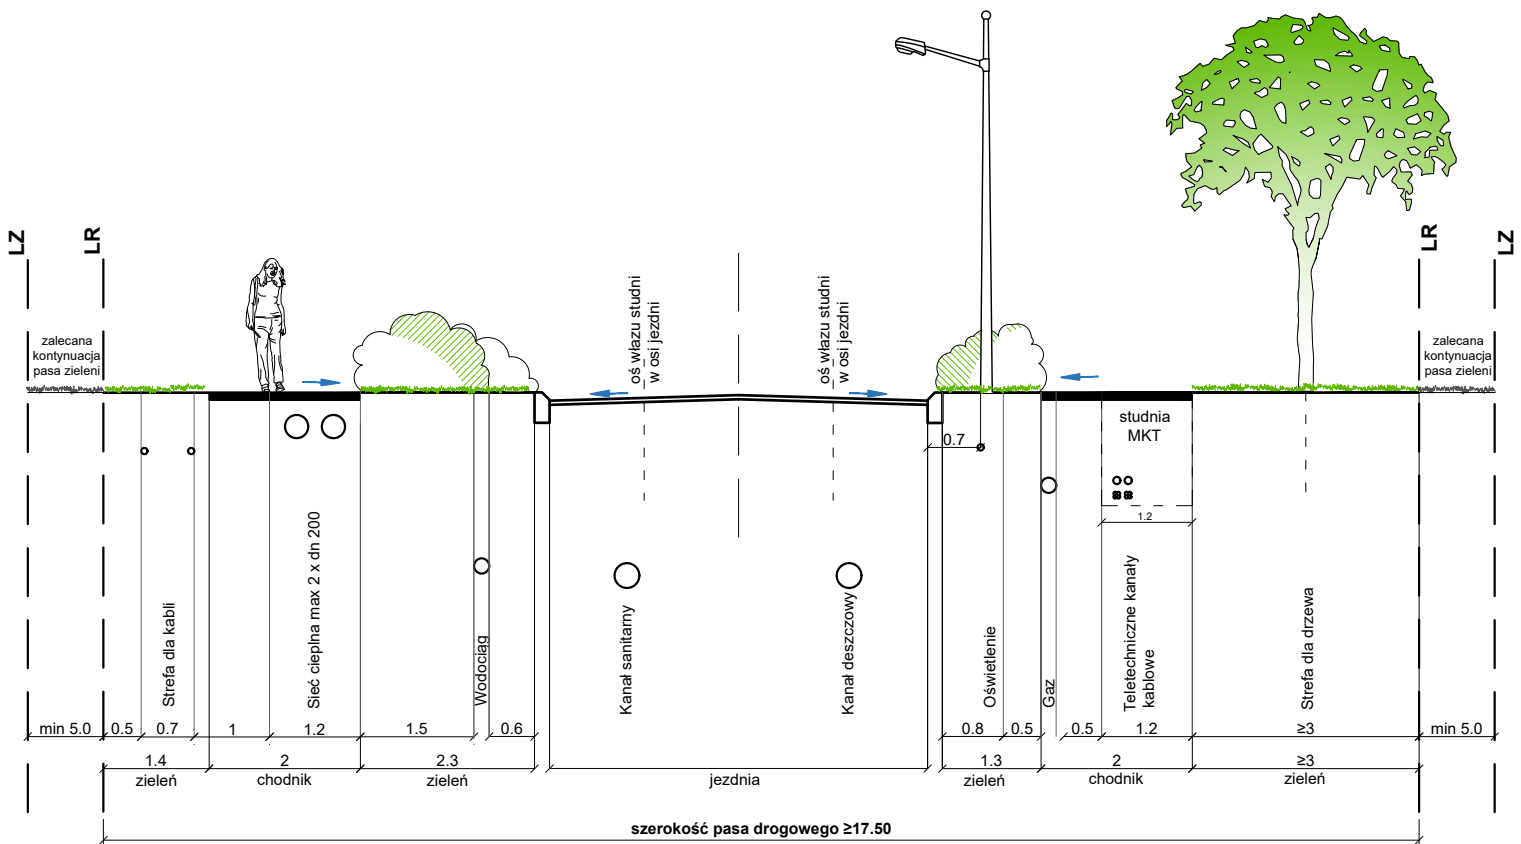 LZ
LR
zalecana
kontynuacja
pasa zieleni
oś włazu studni
w osi jezdni
oś włazu studni
w osi jezdni
LR
LZ
zalecana
kontynuacja
pasa zieleni
0.7
studnia
MKT
1.2
Strefa dla kabli
Sieć cieplna max 2 x dn 200
Wodociąg
Kanał sanitarny
Kanał deszczowy
Oświetlenie
Gaz
Teletechniczne kanały
kablowe
Strefa dla drzewa
min 5.0 0.5 0.7 1 1.2 1.5 0.6 0.8 0.5 0.5 1.2 ≥3 min 5.0
1.4 2 2.3 1.3 2 ≥3
zieleń chodnik zieleń jezdnia zieleń chodnik zieleń
szerokość pasa drogowego ≥17.50